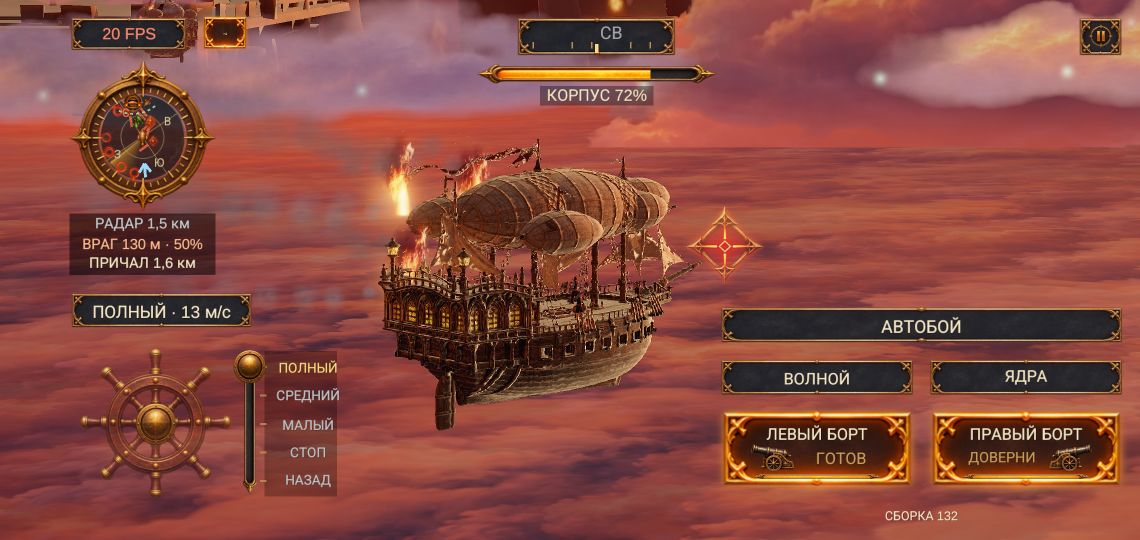 20 FPS
СВ
КОРПУС 72%
В
З
Ю
РАДАР 1,5 км
ВРАГ 130 м · 50%
ПРИЧАЛ 1,6 км
ПОЛНЫЙ · 13 м/с
ПОЛНЫЙ
СРЕДНИЙ
МАЛЫЙ
СТОП
НАЗАД
АВТОБОЙ
ВОЛНОЙ
ЯДРА
ЛЕВЫЙ БОРТ
ГОТОВ
ПРАВЫЙ БОРТ
ДОВЕРНИ
СБОРКА 132